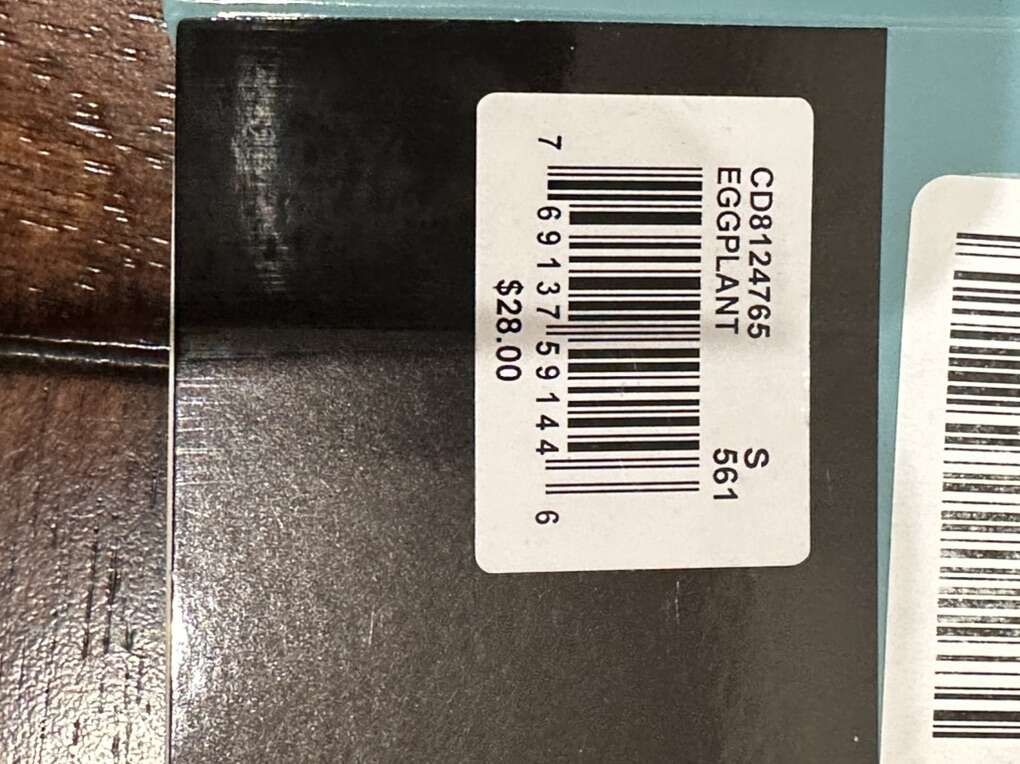 CD8124765 S
EGGPLANT 561
7 69137 59144 6
$28.00